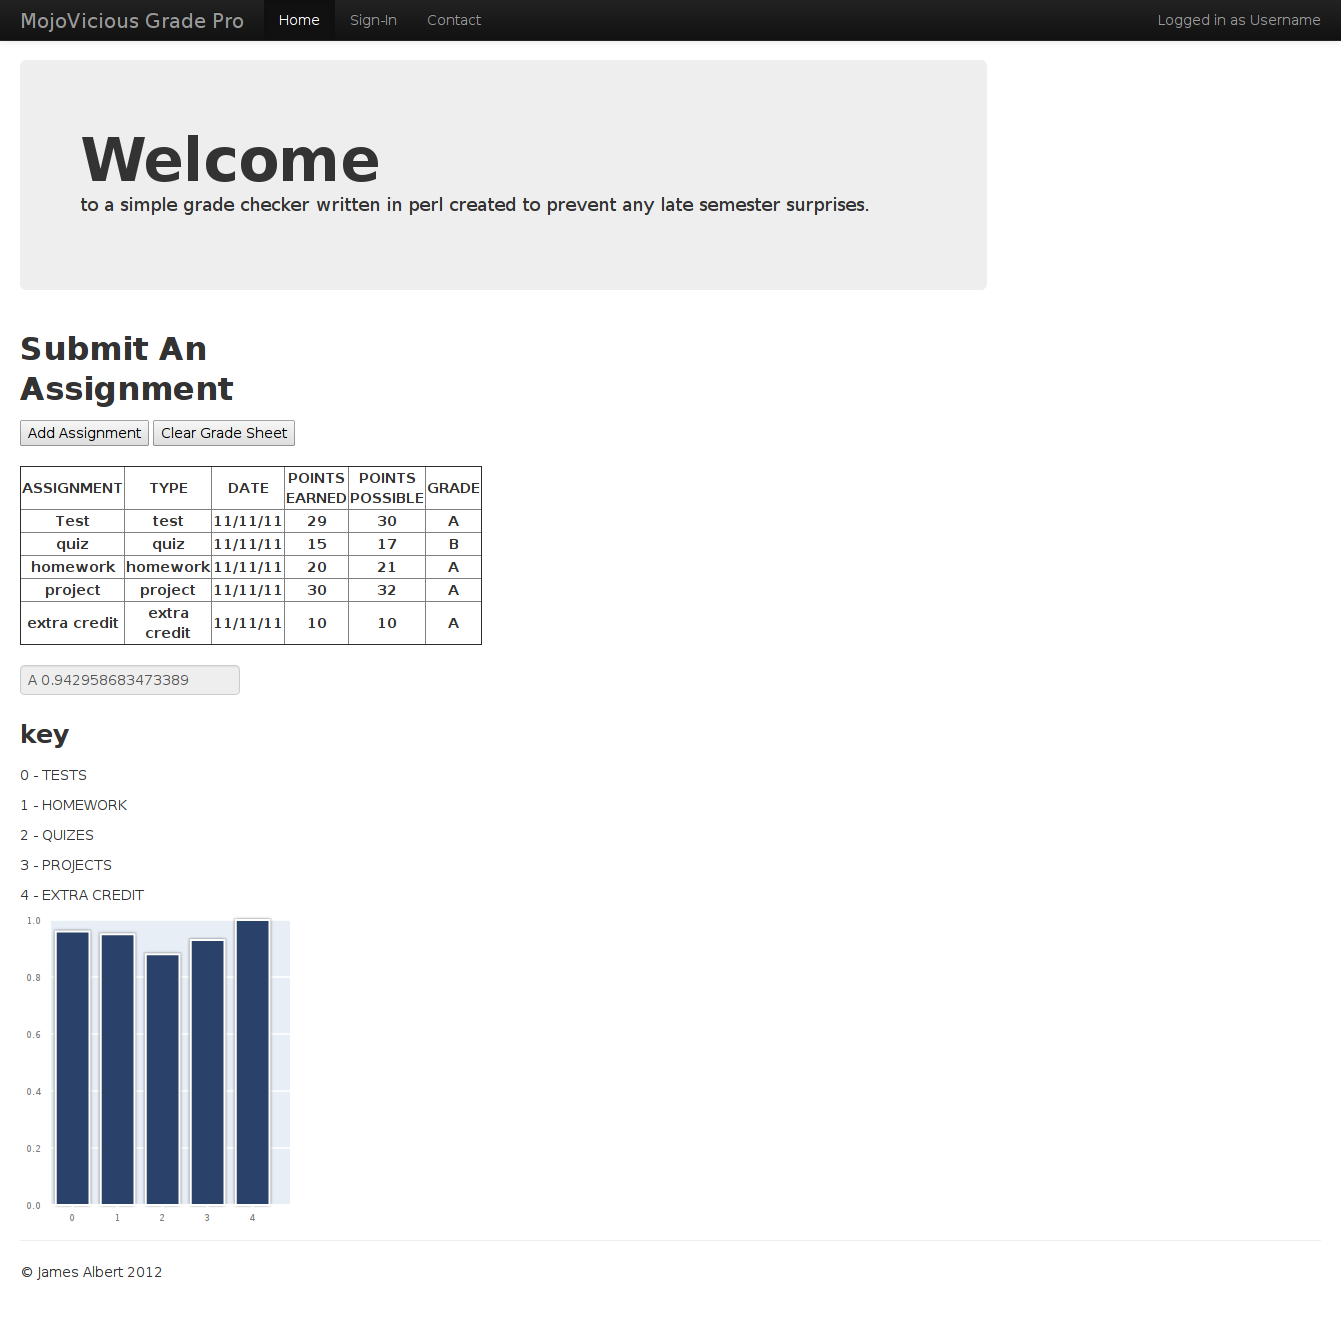 MojoVicious Grade Pro Home Sign-In Contact Logged in as Username
Welcome
to a simple grade checker written in perl created to prevent any late semester surprises.
Submit An
Assignment
Add Assignment Clear Grade Sheet
ASSIGNMENT TYPE DATE POINTS EARNED POINTS POSSIBLE GRADE
Test test 11/11/11 29 30 A
quiz quiz 11/11/11 15 17 B
homework homework 11/11/11 20 21 A
project project 11/11/11 30 32 A
extra credit extra credit 11/11/11 10 10 A
A 0.942958683473389
key
0 - TESTS
1 - HOMEWORK
2 - QUIZES
3 - PROJECTS
4 - EXTRA CREDIT
1.0
0.8
0.6
0.4
0.2
0.0
0 1 2 3 4
© James Albert 2012